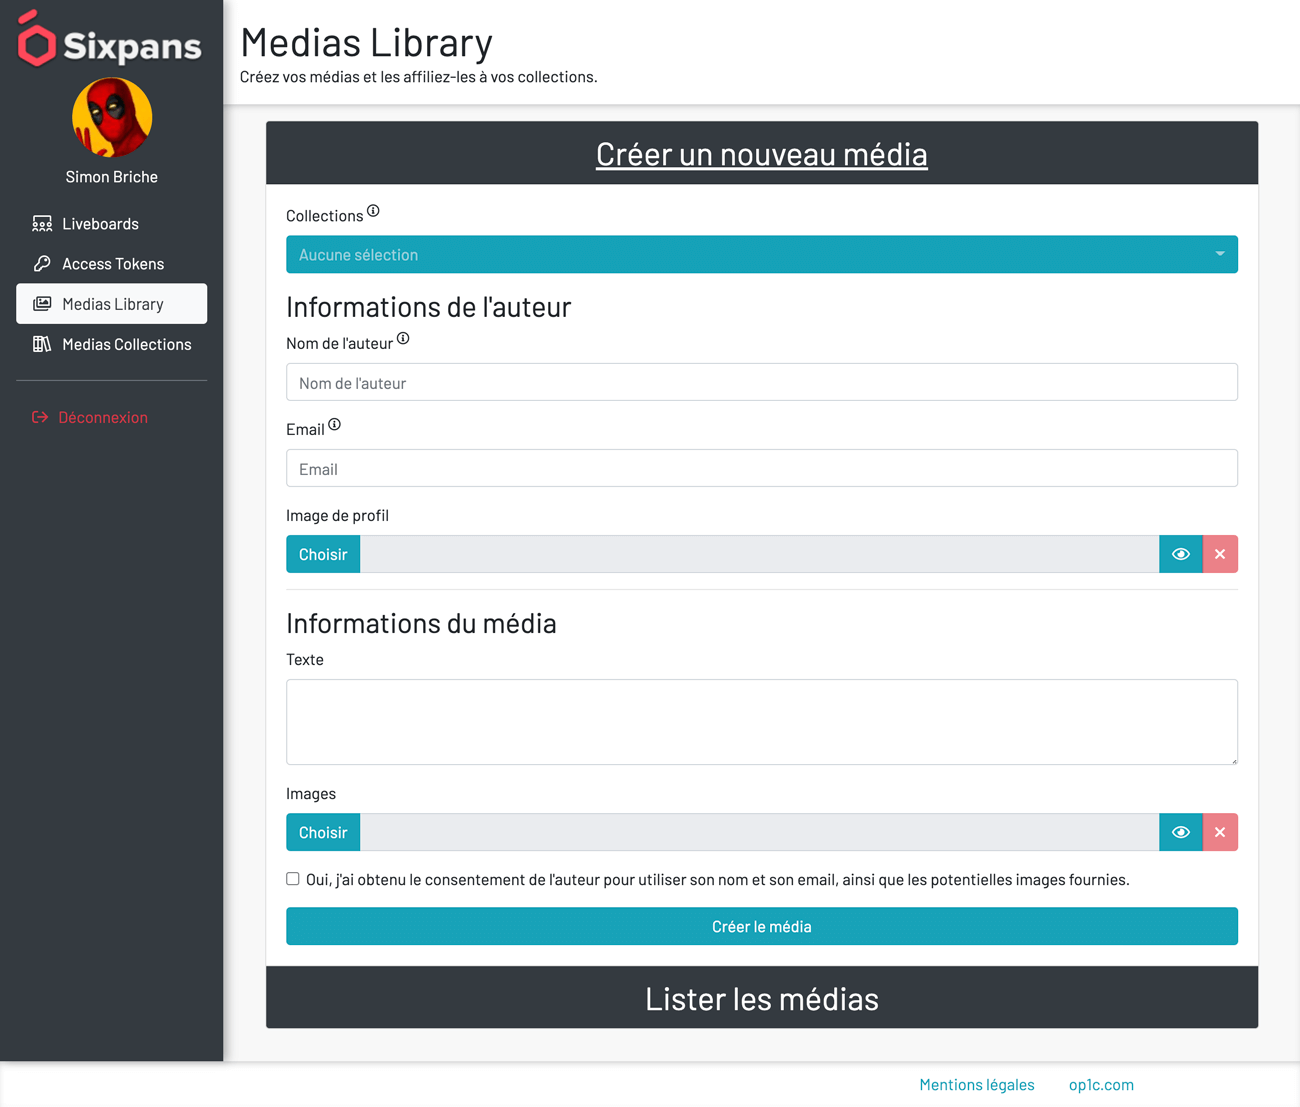 Sixpans
Simon Briche
Liveboards
Access Tokens
Medias Library
Medias Collections
Déconnexion
Medias Library
Créez vos médias et les affiliez-les à vos collections.
Créer un nouveau média
Collections
Aucune sélection
Informations de l'auteur
Nom de l'auteur
Nom de l'auteur
Email
Email
Image de profil
Choisir
Informations du média
Texte
Images
Choisir
Oui, j'ai obtenu le consentement de l'auteur pour utiliser son nom et son email, ainsi que les potentielles images fournies.
Créer le média
Lister les médias
Mentions légales op1c.com